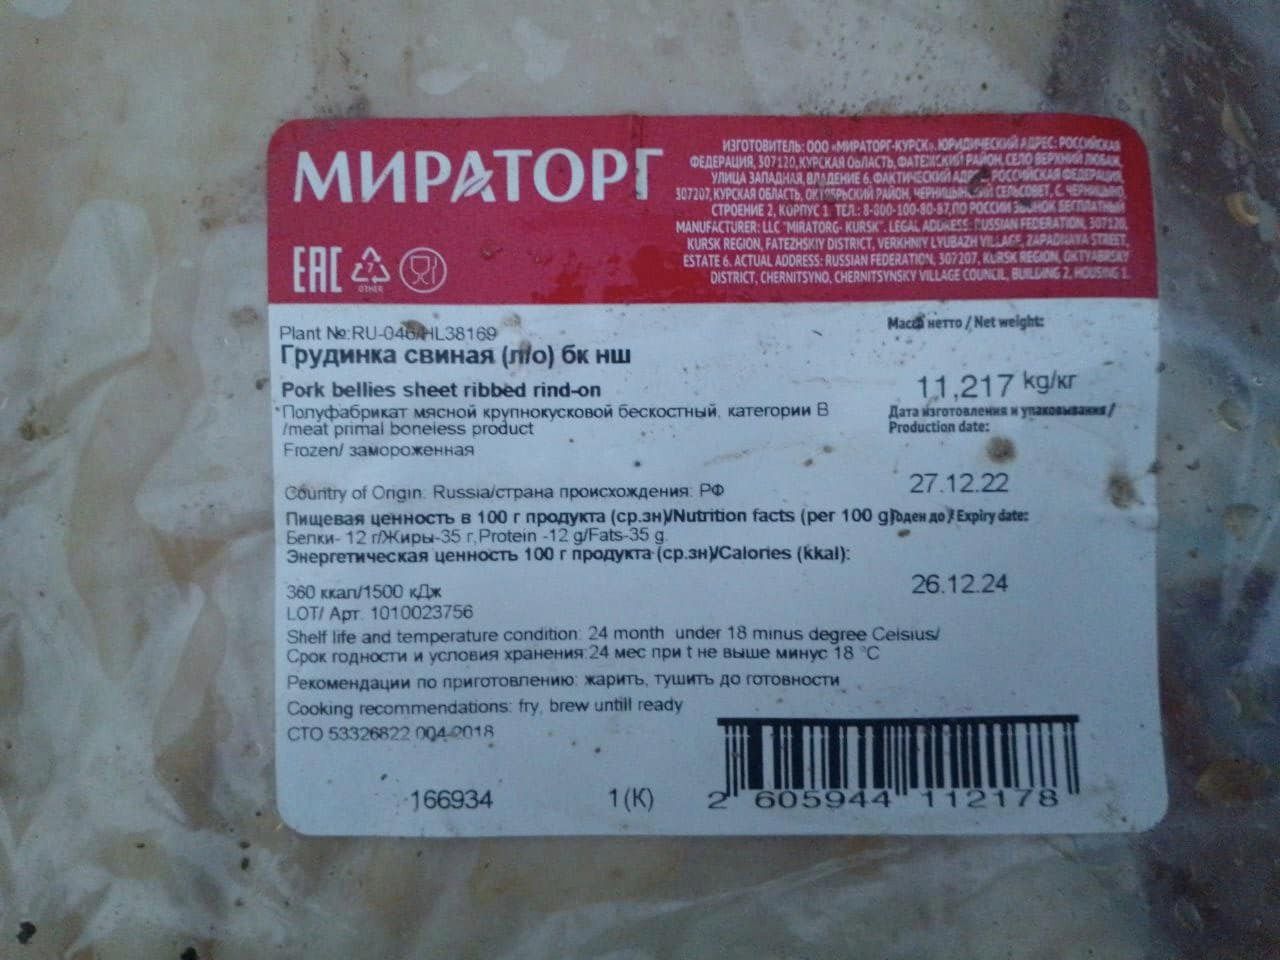 МИРАТОРГ
ИЗГОТОВИТЕЛЬ: ООО «МИРАТОРГ-КУРСК». ЮРИДИЧЕСКИЙ АДРЕС: РОССИЙСКАЯ
ФЕДЕРАЦИЯ, 307120, КУРСКАЯ ОБЛАСТЬ, ФАТЕЖСКИЙ РАЙОН, СЕЛО ВЕРХНИЙ ЛЮБАЖ,
УЛИЦА ЗАПАДНАЯ, ВЛАДЕНИЕ 6. ФАКТИЧЕСКИЙ АДРЕС: РОССИЙСКАЯ ФЕДЕРАЦИЯ,
307207, КУРСКАЯ ОБЛАСТЬ, ОКТЯБРЬСКИЙ РАЙОН, ЧЕРНИЦЫНСКИЙ СЕЛЬСОВЕТ, С. ЧЕРНИЦЫНО,
СТРОЕНИЕ 2, КОРПУС 1. ТЕЛ.: 8-800-100-80-87, ПО РОССИИ ЗВОНОК БЕСПЛАТНЫЙ
MANUFACTURER: LLC "MIRATORG- KURSK". LEGAL ADDRESS: RUSSIAN FEDERATION, 307120,
KURSK REGION, FATEZHSKIY DISTRICT, VERKHNIY LYUBAZH VILLAGE, ZAPADNAYA STREET,
ESTATE 6. ACTUAL ADDRESS: RUSSIAN FEDERATION, 307207, KURSK REGION, OKTYABRSKY
DISTRICT, CHERNITSYNO, CHERNITSYNSKY VILLAGE COUNCIL, BUILDING 2, HOUSING 1.
EAC
7
OTHER
Plant №:RU-046/HL38169
Грудинка свиная (п/о) бк нш
Pork bellies sheet ribbed rind-on
*Полуфабрикат мясной крупнокусковой бескостный, категории В
/meat primal boneless product
Frozen/ замороженная
Масса нетто / Net weight:
11,217 kg/кг
Дата изготовления и упаковывания /
Production date:
27.12.22
Country of Origin: Russia/страна происхождения: РФ
Пищевая ценность в 100 г продукта (ср.зн)/Nutrition facts (per 100 g)
Годен до / Expiry date:
Белки- 12 г/Жиры-35 г,Protein -12 g/Fats-35 g.
Энергетическая ценность 100 г продукта (ср.зн)/Calories (kkal):
26.12.24
360 ккал/1500 кДж
LOT/ Арт. 1010023756
Shelf life and temperature condition: 24 month under 18 minus degree Celsius/
Срок годности и условия хранения:24 мес при t не выше минус 18 °С
Рекомендации по приготовлению: жарить, тушить до готовности
Cooking recommendations: fry, brew untill ready
СТО 53326822 004-2018
166934
1(К)
2 605944 112178